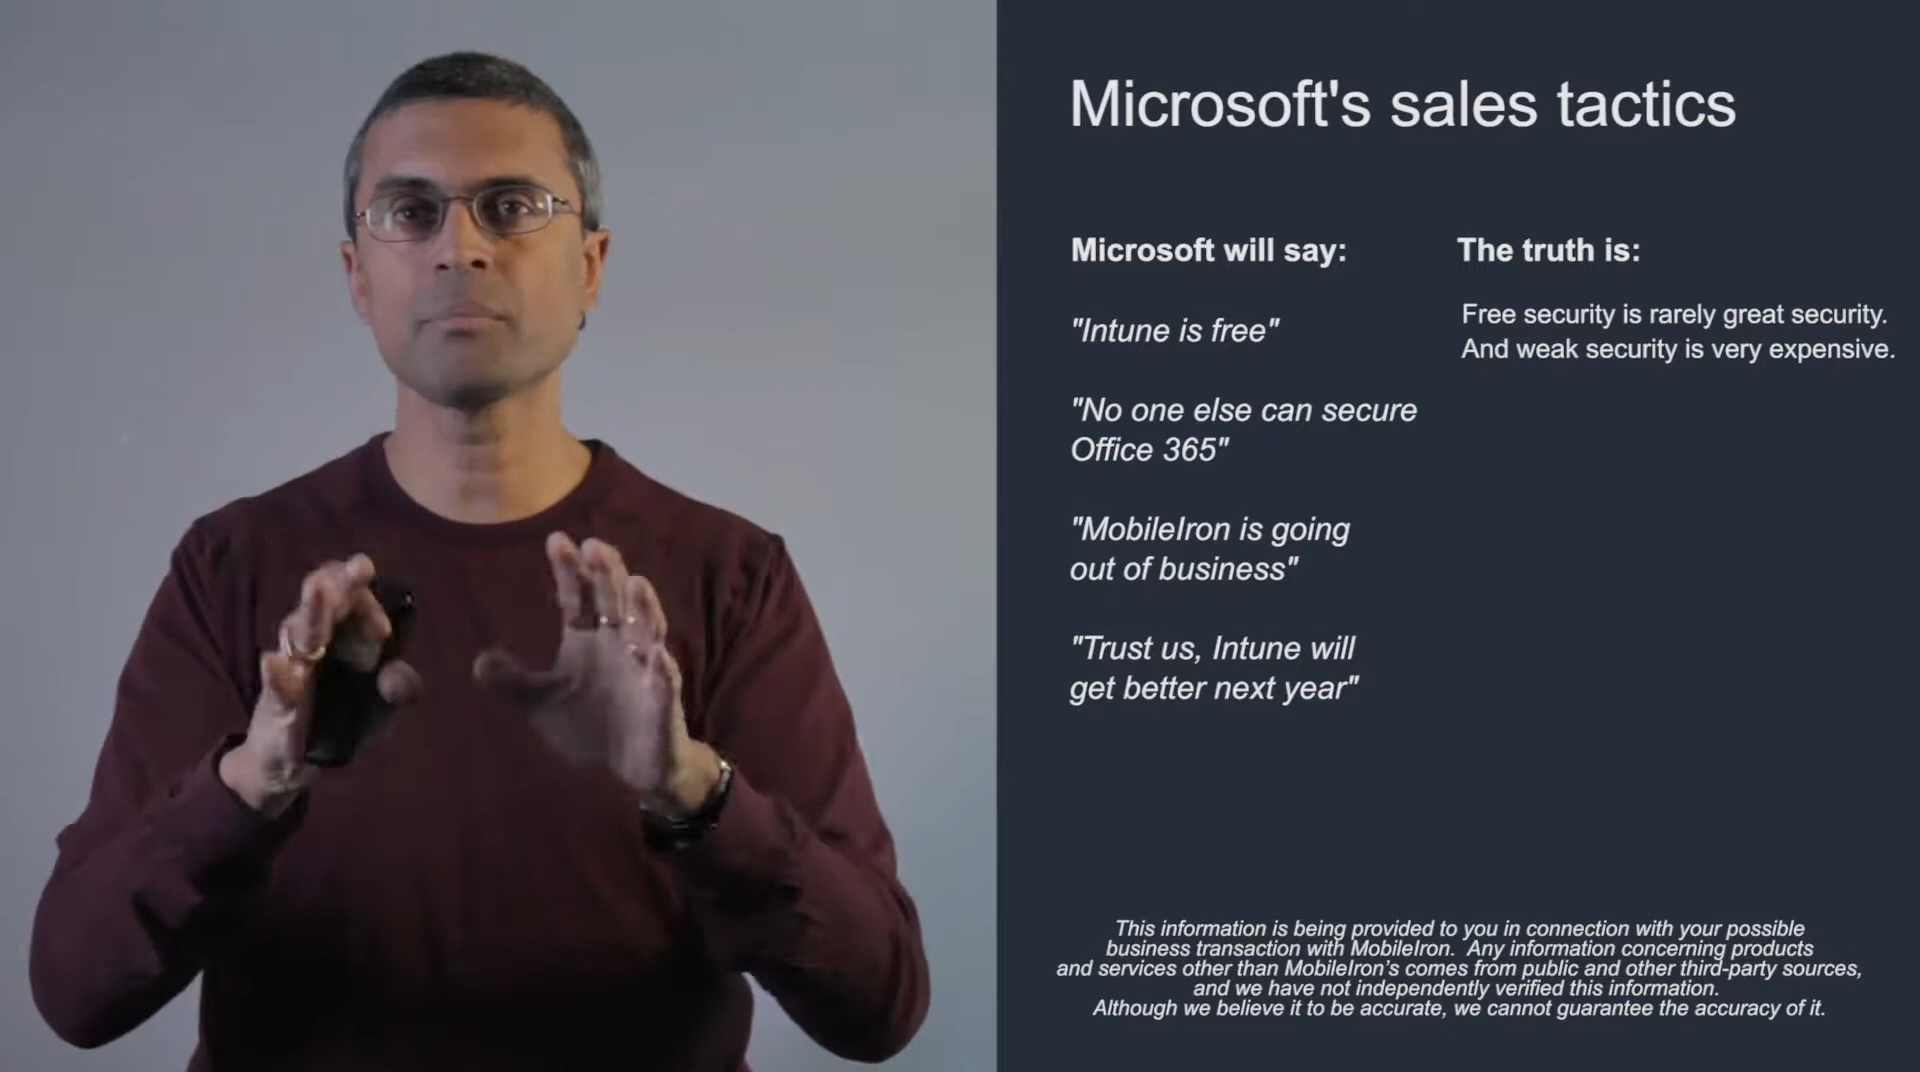 Microsoft's sales tactics
Microsoft will say:
The truth is:
"Intune is free"
Free security is rarely great security.
And weak security is very expensive.
"No one else can secure
Office 365"
"MobileIron is going
out of business"
"Trust us, Intune will
get better next year"
This information is being provided to you in connection with your possible
business transaction with MobileIron.  Any information concerning products
and services other than MobileIron’s comes from public and other third-party sources,
and we have not independently verified this information.
Although we believe it to be accurate, we cannot guarantee the accuracy of it.